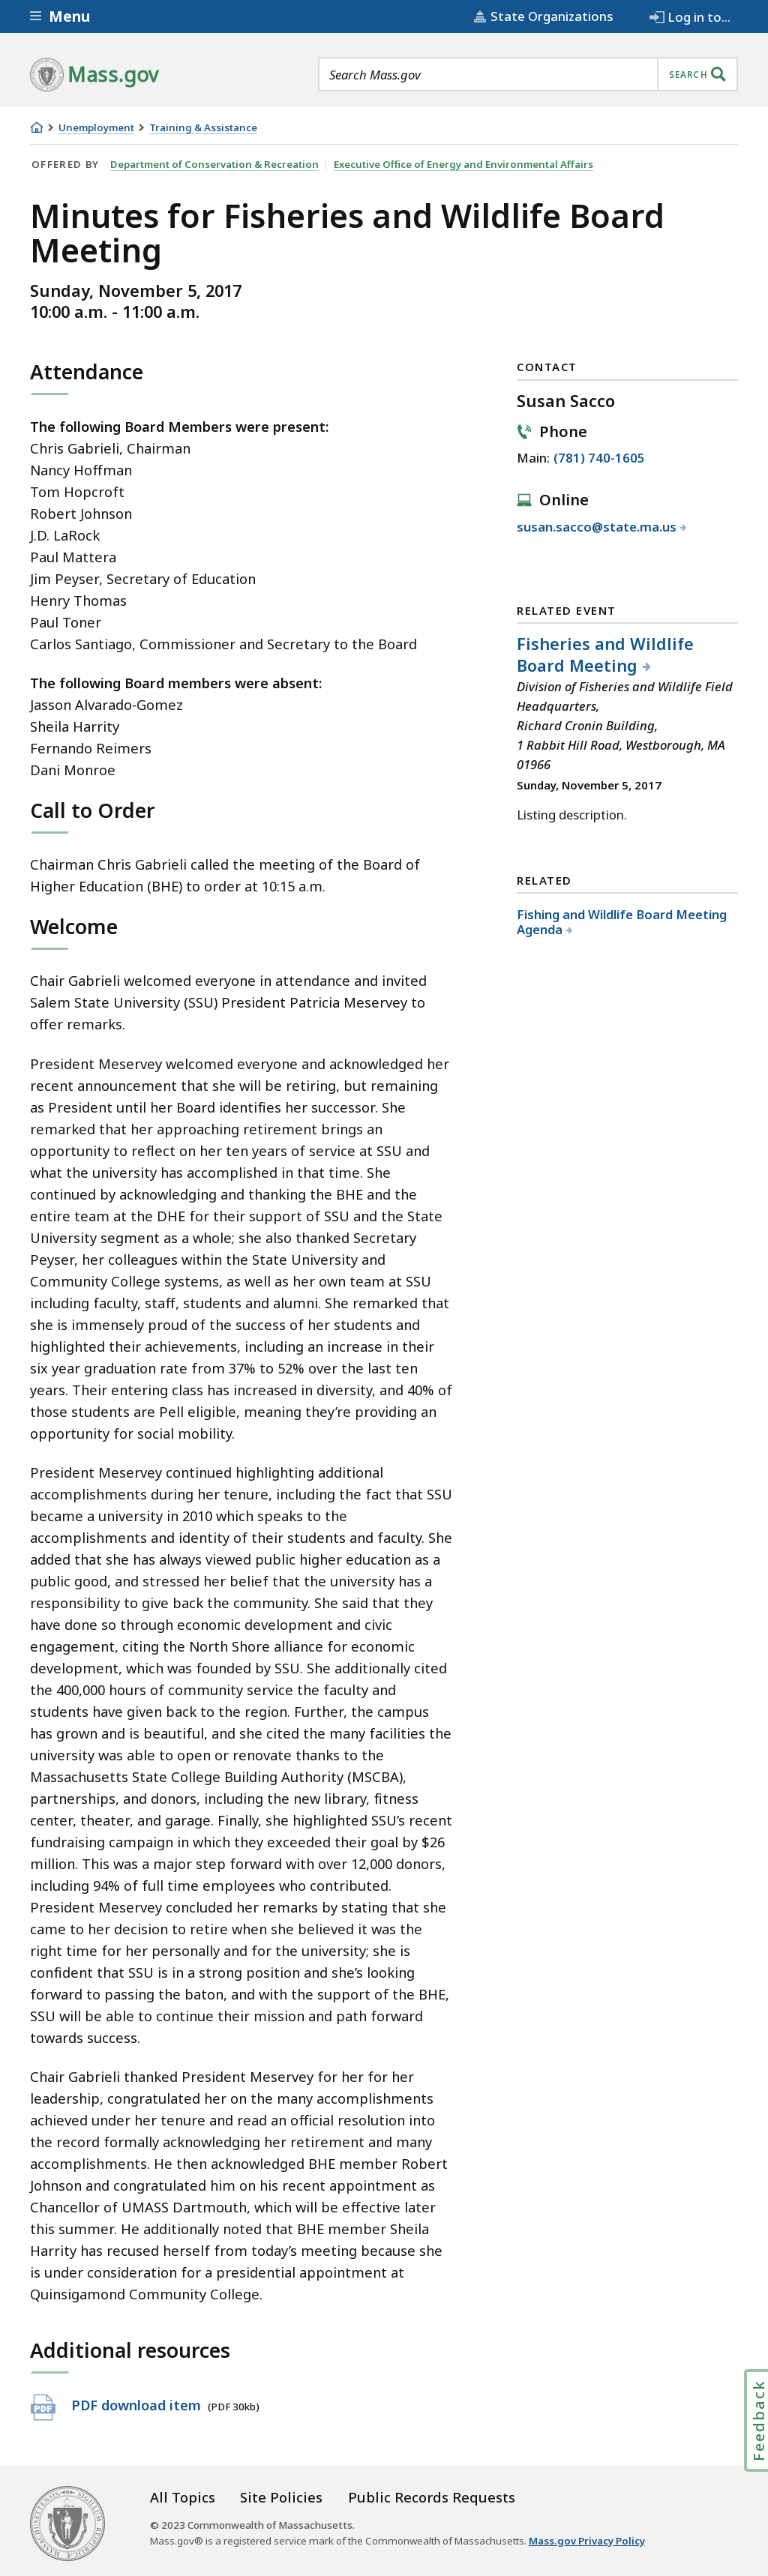 Menu
State Organizations
Log in to...
Mass.gov
Search Mass.gov
SEARCH
Unemployment
Training & Assistance
OFFERED BY
Department of Conservation & Recreation
Executive Office of Energy and Environmental Affairs
Minutes for Fisheries and Wildlife Board
Meeting
Sunday, November 5, 2017
10:00 a.m. - 11:00 a.m.
Attendance
The following Board Members were present:
Chris Gabrieli, Chairman
Nancy Hoffman
Tom Hopcroft
Robert Johnson
J.D. LaRock
Paul Mattera
Jim Peyser, Secretary of Education
Henry Thomas
Paul Toner
Carlos Santiago, Commissioner and Secretary to the Board
The following Board members were absent:
Jasson Alvarado-Gomez
Sheila Harrity
Fernando Reimers
Dani Monroe
Call to Order
Chairman Chris Gabrieli called the meeting of the Board of
Higher Education (BHE) to order at 10:15 a.m.
Welcome
Chair Gabrieli welcomed everyone in attendance and invited
Salem State University (SSU) President Patricia Meservey to
offer remarks.
President Meservey welcomed everyone and acknowledged her
recent announcement that she will be retiring, but remaining
as President until her Board identifies her successor. She
remarked that her approaching retirement brings an
opportunity to reflect on her ten years of service at SSU and
what the university has accomplished in that time. She
continued by acknowledging and thanking the BHE and the
entire team at the DHE for their support of SSU and the State
University segment as a whole; she also thanked Secretary
Peyser, her colleagues within the State University and
Community College systems, as well as her own team at SSU
including faculty, staff, students and alumni. She remarked that
she is immensely proud of the success of her students and
highlighted their achievements, including an increase in their
six year graduation rate from 37% to 52% over the last ten
years. Their entering class has increased in diversity, and 40% of
those students are Pell eligible, meaning they’re providing an
opportunity for social mobility.
President Meservey continued highlighting additional
accomplishments during her tenure, including the fact that SSU
became a university in 2010 which speaks to the
accomplishments and identity of their students and faculty. She
added that she has always viewed public higher education as a
public good, and stressed her belief that the university has a
responsibility to give back the community. She said that they
have done so through economic development and civic
engagement, citing the North Shore alliance for economic
development, which was founded by SSU. She additionally cited
the 400,000 hours of community service the faculty and
students have given back to the region. Further, the campus
has grown and is beautiful, and she cited the many facilities the
university was able to open or renovate thanks to the
Massachusetts State College Building Authority (MSCBA),
partnerships, and donors, including the new library, fitness
center, theater, and garage. Finally, she highlighted SSU’s recent
fundraising campaign in which they exceeded their goal by $26
million. This was a major step forward with over 12,000 donors,
including 94% of full time employees who contributed.
President Meservey concluded her remarks by stating that she
came to her decision to retire when she believed it was the
right time for her personally and for the university; she is
confident that SSU is in a strong position and she’s looking
forward to passing the baton, and with the support of the BHE,
SSU will be able to continue their mission and path forward
towards success.
Chair Gabrieli thanked President Meservey for her for her
leadership, congratulated her on the many accomplishments
achieved under her tenure and read an official resolution into
the record formally acknowledging her retirement and many
accomplishments. He then acknowledged BHE member Robert
Johnson and congratulated him on his recent appointment as
Chancellor of UMASS Dartmouth, which will be effective later
this summer. He additionally noted that BHE member Sheila
Harrity has recused herself from today’s meeting because she
is under consideration for a presidential appointment at
Quinsigamond Community College.
Additional resources
PDF
PDF download item (PDF 30kb)
CONTACT
Susan Sacco
Phone
Main: (781) 740-1605
Online
susan.sacco@state.ma.us
RELATED EVENT
Fisheries and Wildlife
Board Meeting
Division of Fisheries and Wildlife Field
Headquarters,
Richard Cronin Building,
1 Rabbit Hill Road, Westborough, MA
01966
Sunday, November 5, 2017
Listing description.
RELATED
Fishing and Wildlife Board Meeting
Agenda
Feedback
All Topics
Site Policies
Public Records Requests
© 2023 Commonwealth of Massachusetts.
Mass.gov® is a registered service mark of the Commonwealth of Massachusetts. Mass.gov Privacy Policy